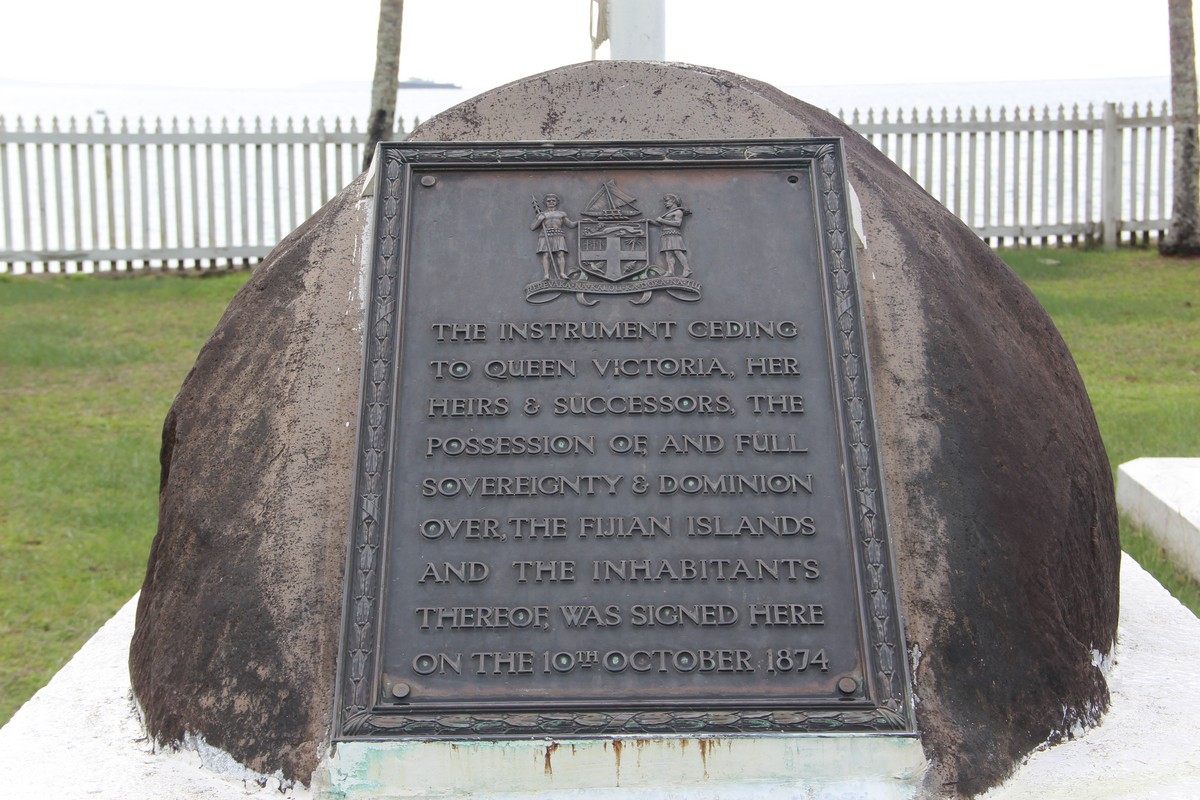 THE INSTRUMENT CEDING
TO QUEEN VICTORIA, HER
HEIRS & SUCCESSORS, THE
POSSESSION OF, AND FULL
SOVEREIGNTY & DOMINION
OVER, THE FIJIAN ISLANDS
AND THE INHABITANTS
THEREOF, WAS SIGNED HERE
ON THE 10TH OCTOBER. 1874